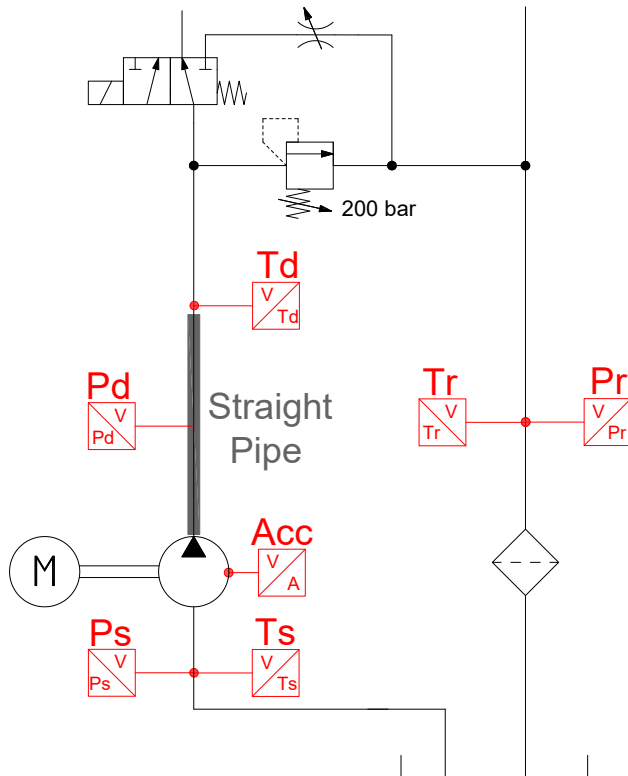 200 bar
Td
V
Td
Pd
V
Pd
Straight
Pipe
Tr
V
Tr
Pr
V
Pr
M
Acc
V
A
Ps
V
Ps
Ts
V
Ts